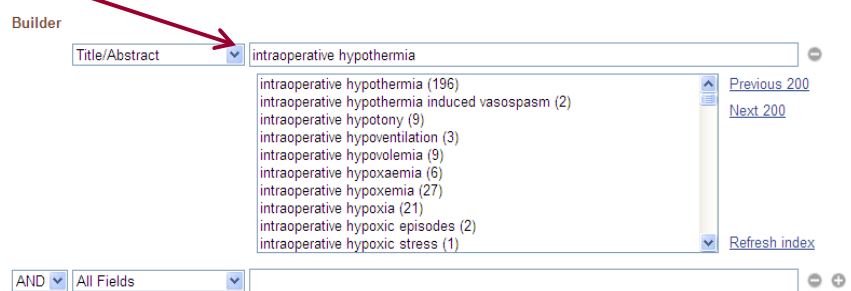 Builder
Title/Abstract intraoperative hypothermia
intraoperative hypothermia (196) Previous 200
intraoperative hypothermia induced vasospasm (2)
intraoperative hypotony (9) Next 200
intraoperative hypoventilation (3)
intraoperative hypovolemia (9)
intraoperative hypoxaemia (6)
intraoperative hypoxemia (27)
intraoperative hypoxia (21)
intraoperative hypoxic episodes (2)
intraoperative hypoxic stress (1) Refresh index
AND All Fields